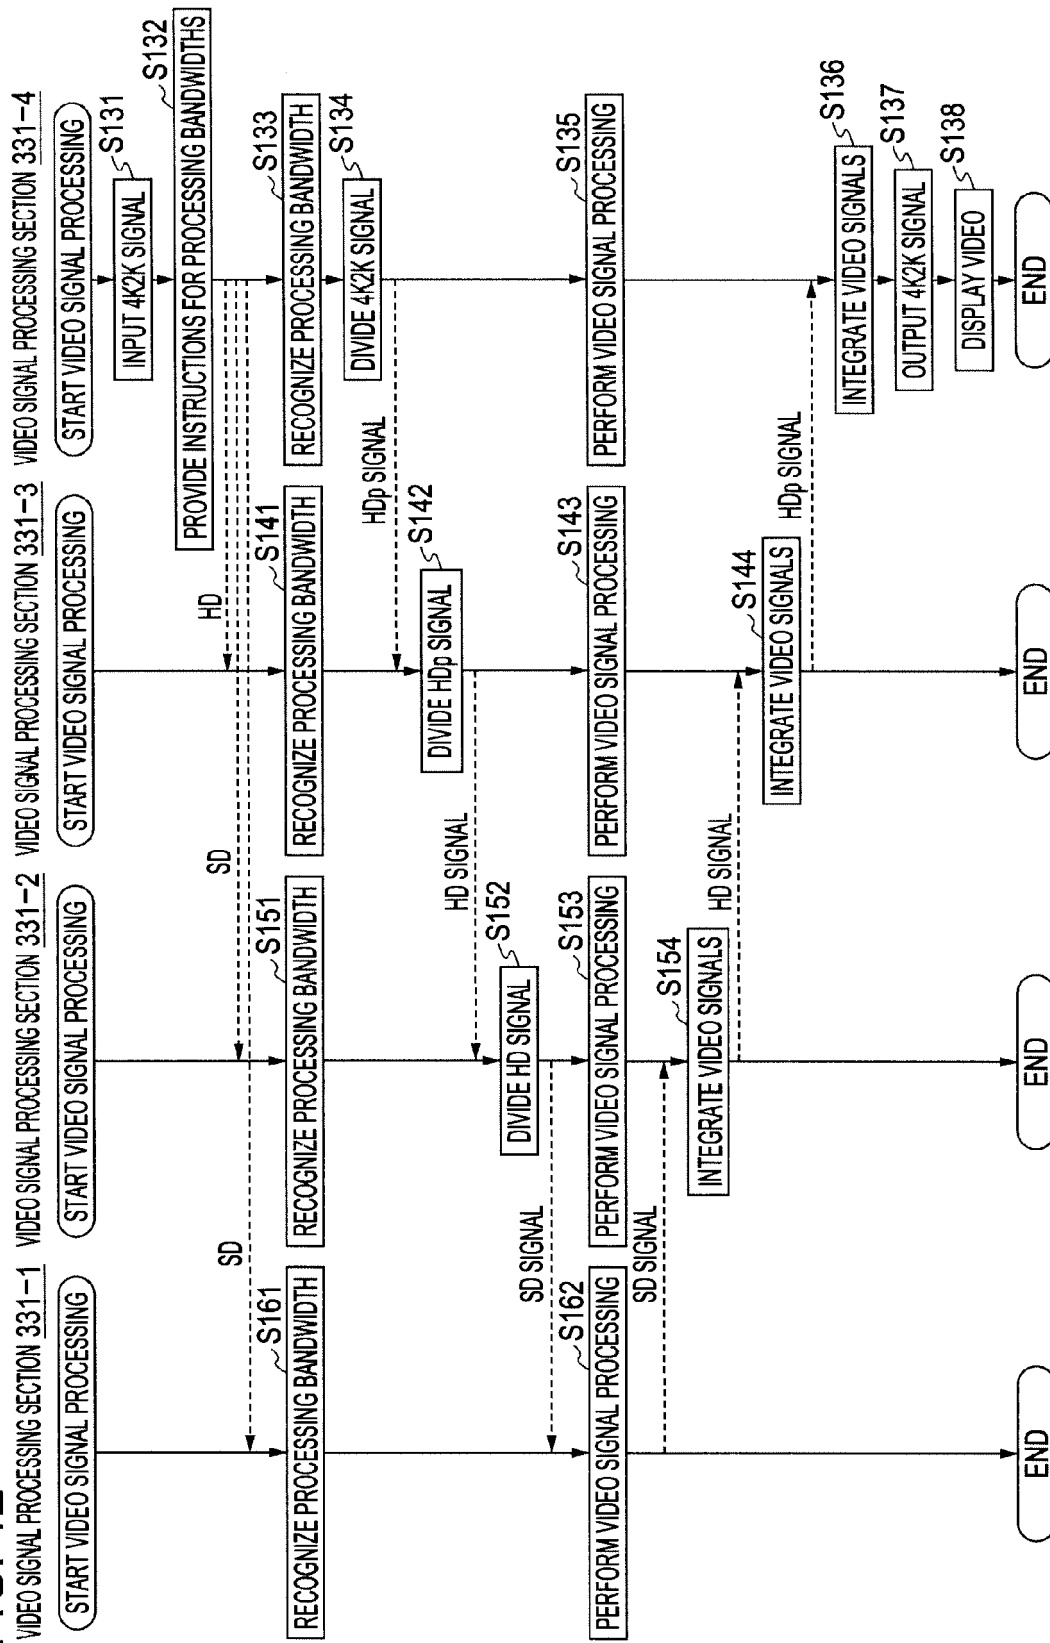 VIDEO SIGNAL PROCESSING SECTION 331-1
START VIDEO SIGNAL PROCESSING
SD
S161
RECOGNIZE PROCESSING BANDWIDTH
SD SIGNAL
S162
PERFORM VIDEO SIGNAL PROCESSING
SD SIGNAL
END
VIDEO SIGNAL PROCESSING SECTION 331-2
START VIDEO SIGNAL PROCESSING
SD
S151
RECOGNIZE PROCESSING BANDWIDTH
HD SIGNAL
S152
DIVIDE HD SIGNAL
S153
PERFORM VIDEO SIGNAL PROCESSING
S154
INTEGRATE VIDEO SIGNALS
HD SIGNAL
END
VIDEO SIGNAL PROCESSING SECTION 331-3
START VIDEO SIGNAL PROCESSING
HD
S141
RECOGNIZE PROCESSING BANDWIDTH
HDp SIGNAL
S142
DIVIDE HDp SIGNAL
S143
PERFORM VIDEO SIGNAL PROCESSING
S144
INTEGRATE VIDEO SIGNALS
HDp SIGNAL
END
VIDEO SIGNAL PROCESSING SECTION 331-4
START VIDEO SIGNAL PROCESSING
S131
INPUT 4K2K SIGNAL
S132
PROVIDE INSTRUCTIONS FOR PROCESSING BANDWIDTHS
S133
RECOGNIZE PROCESSING BANDWIDTH
S134
DIVIDE 4K2K SIGNAL
S135
PERFORM VIDEO SIGNAL PROCESSING
S136
INTEGRATE VIDEO SIGNALS
S137
OUTPUT 4K2K SIGNAL
S138
DISPLAY VIDEO
END